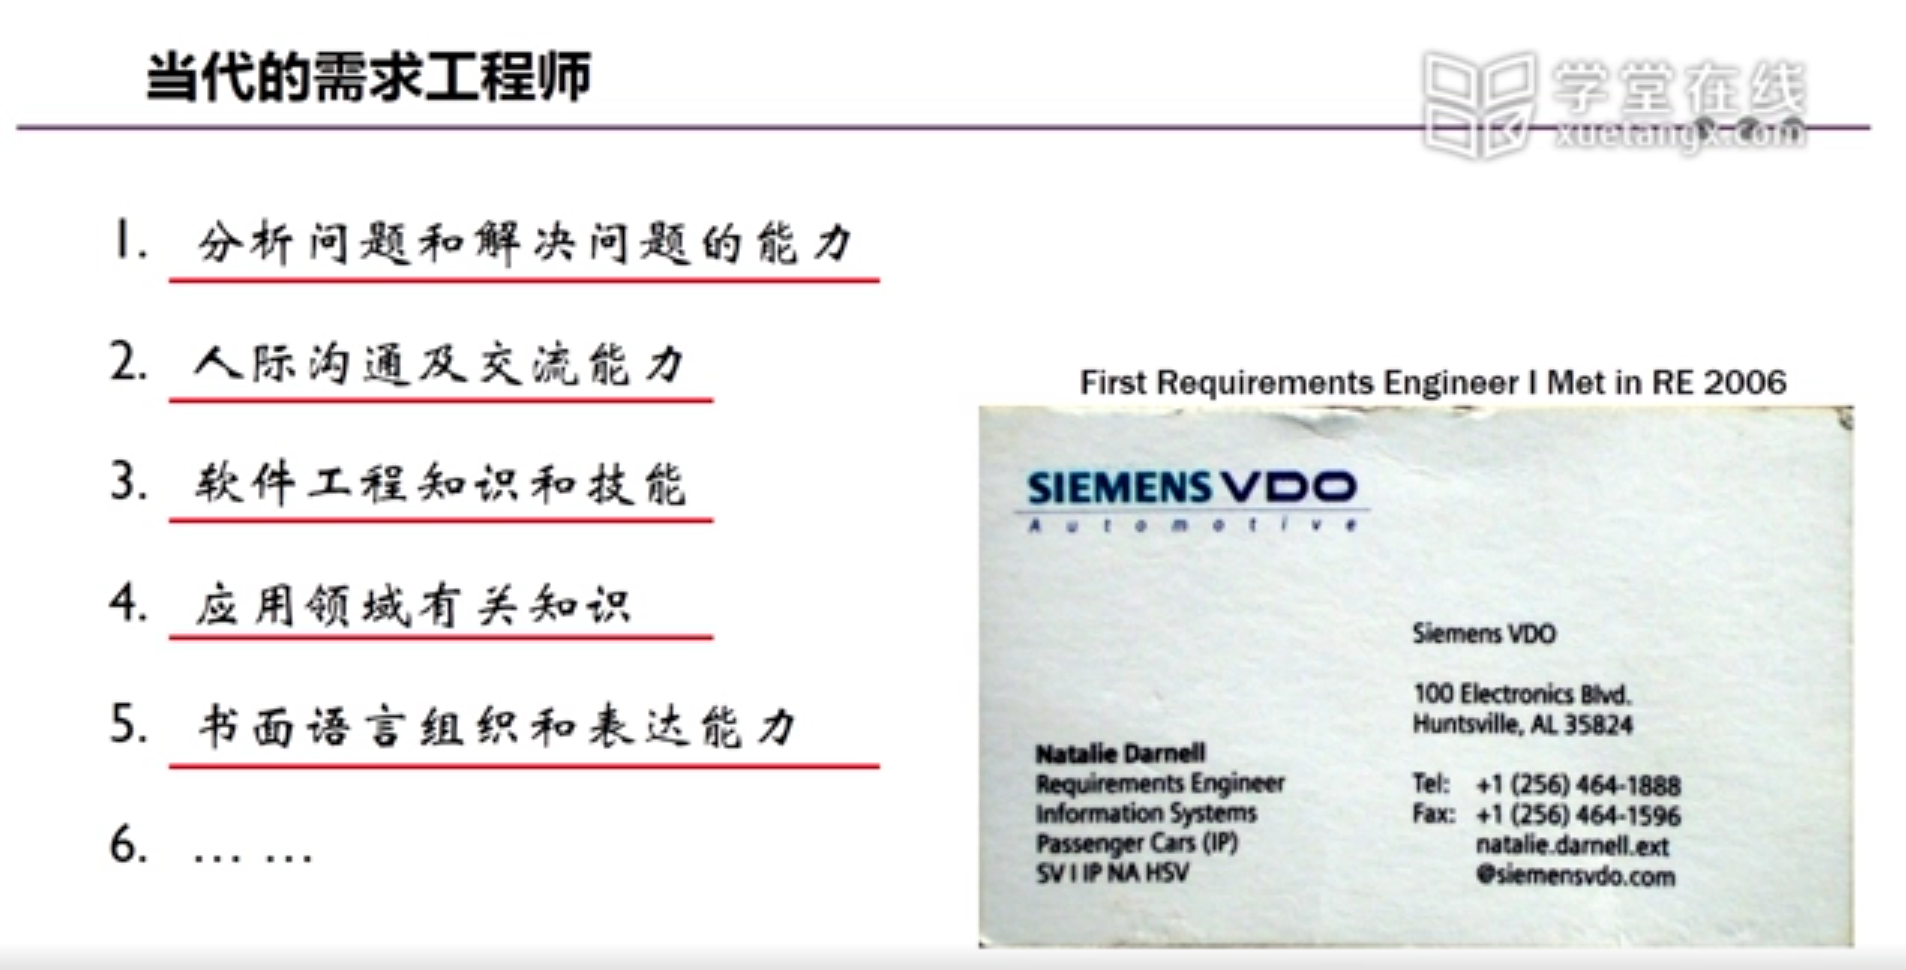 当代的需求工程师
学堂在线
xuetangx.com
1. 分析问题和解决问题的能力
2. 人际沟通及交流能力
3. 软件工程知识和技能
4. 应用领域有关知识
5. 书面语言组织和表达能力
6. … …
First Requirements Engineer I Met in RE 2006
SIEMENS VDO
Automotive
Siemens VDO
100 Electronics Blvd.
Huntsville, AL 35824
Natalie Darnell
Requirements Engineer
Information Systems
Passenger Cars (IP)
SV I IP NA HSV
Tel: +1 (256) 464-1888
Fax: +1 (256) 464-1596
natalie.darnell.ext
@siemensvdo.com